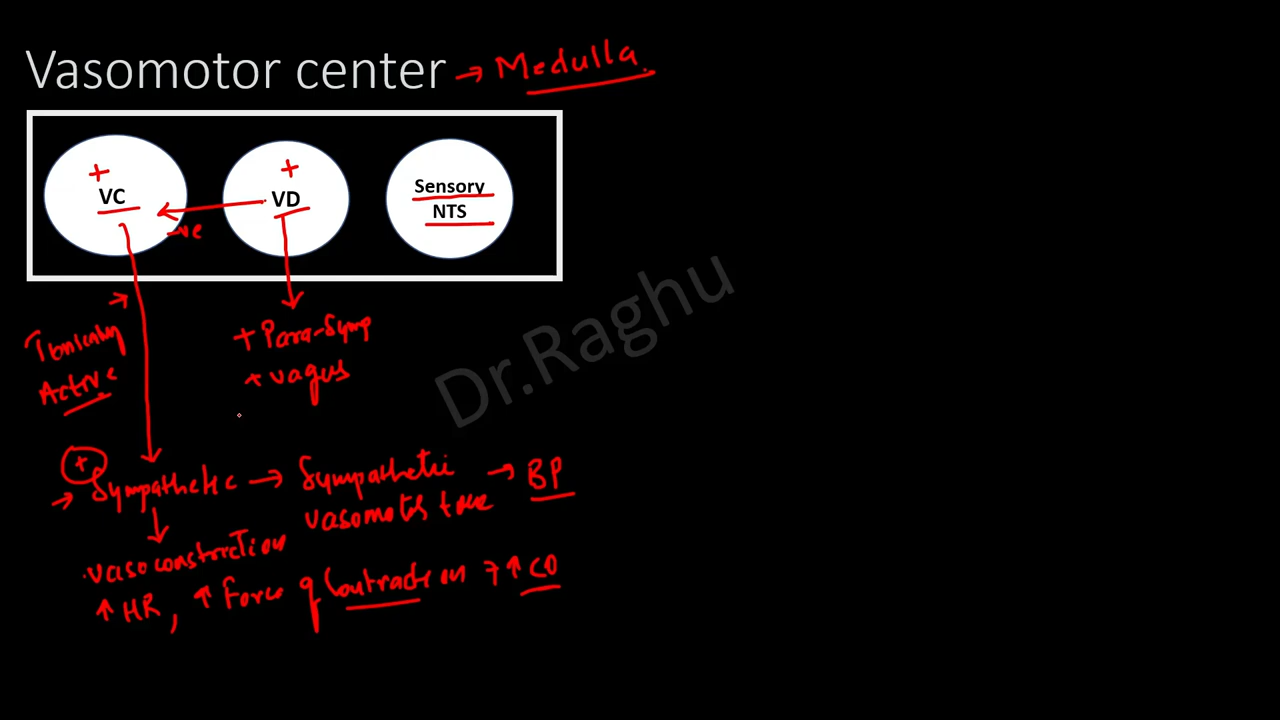 Vasomotor center → Medulla.
+ +
VC VD Sensory
NTS
-ve
Tonically
Active
+ Para-Symp
+ vagus
Dr.Raghu
+
→ Sympathetic → Sympathetic → BP
vasomotor tone
vasoconstriction
↑ HR, ↑ Force of Contraction → ↑ CO